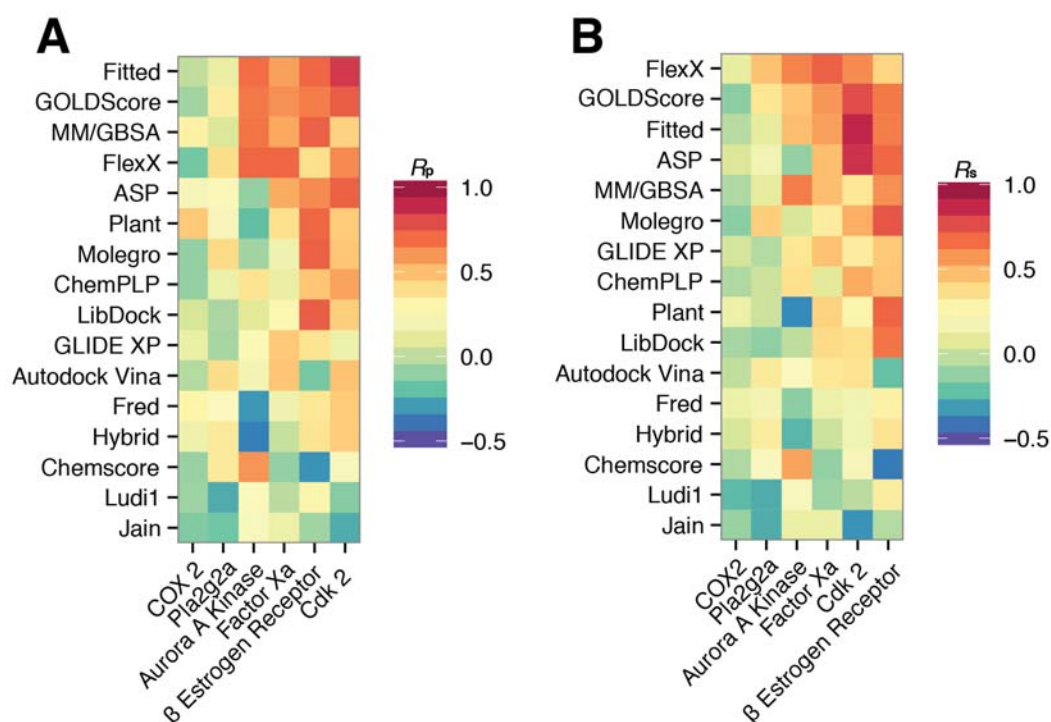 A
Fitted
GOLDScore
MM/GBSA
FlexX
ASP
Plant
Molegro
ChemPLP
LibDock
GLIDE XP
Autodock Vina
Fred
Hybrid
Chemscore
Ludi1
Jain
COX 2
Pla2g2a
Aurora A Kinase
Factor Xa
β Estrogen Receptor
Cdk 2
Rp
1.0
0.5
0.0
−0.5
B
FlexX
GOLDScore
Fitted
ASP
MM/GBSA
Molegro
GLIDE XP
ChemPLP
Plant
LibDock
Autodock Vina
Fred
Hybrid
Chemscore
Ludi1
Jain
COX2
Pla2g2a
Aurora A Kinase
Factor Xa
Cdk 2
β Estrogen Receptor
Rs
1.0
0.5
0.0
−0.5